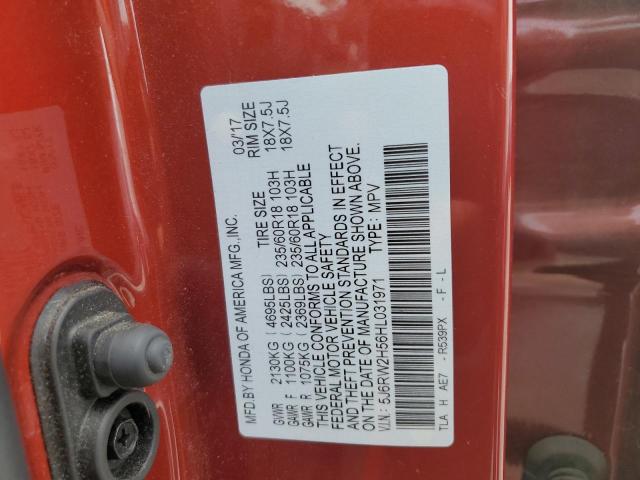 MFD.BY HONDA OF AMERICA MFG.,INC. 03/'17
TIRE SIZE RIM SIZE
GVWR 2130KG (4695LBS)
GAWR F 1100KG (2425LBS) 235/60R18 103H 18X7.5J
GAWR R 1075KG (2369LBS) 235/60R18 103H 18X7.5J
THIS VEHICLE CONFORMS TO ALL APPLICABLE
FEDERAL MOTOR VEHICLE SAFETY
AND THEFT PREVENTION STANDARDS IN EFFECT
ON THE DATE OF MANUFACTURE SHOWN ABOVE.
V.I.N.: 5J6RW2H56HL031971 TYPE: MPV
TLA H AE7 - R539PX - F - L